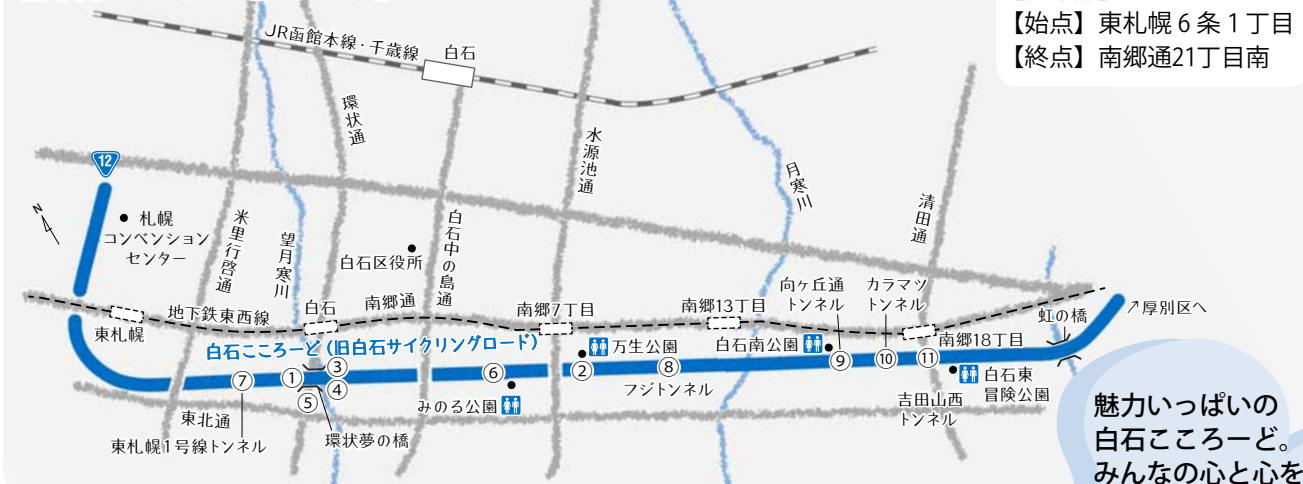 【始点】東札幌6条1丁目
【終点】南郷通21丁目南
JR函館本線・千歳線
白石
環状通
水源池通
月寒川
清田通
12
N
札幌
コンベンション
センター
米里行啓通
望月寒川
白石区役所
白石中の島通
地下鉄東西線
東札幌
白石
南郷通
南郷7丁目
南郷13丁目
向ヶ丘通
トンネル
カラマツ
トンネル
南郷18丁目
虹の橋
↗厚別区へ
白石こころーど(旧白石サイクリングロード)
万生公園
白石南公園
⑦
①
③
④
⑤
⑥
②
⑧
⑨
⑩
⑪
フジトンネル
みのる公園
白石東
冒険公園
吉田山西
トンネル
東北通
環状夢の橋
東札幌1号線トンネル
魅力いっぱいの
白石こころーど。
みんなの心と心を